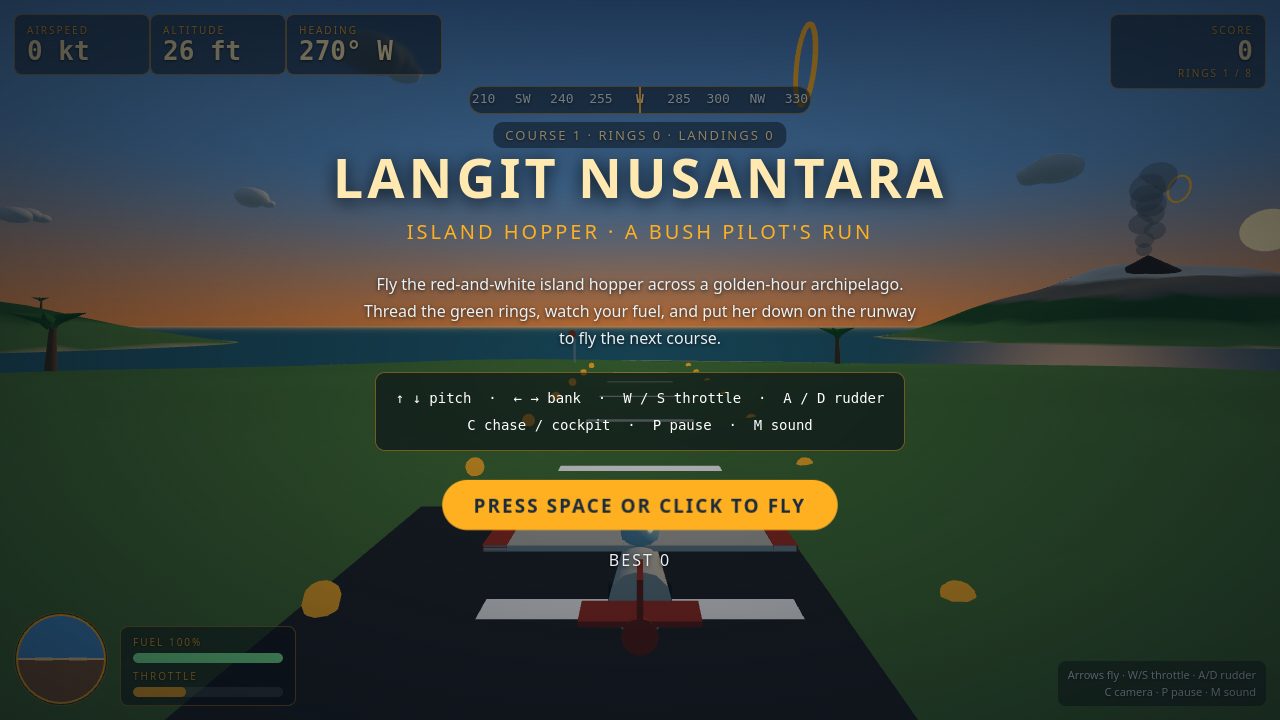 AIRSPEED
0 kt
ALTITUDE
26 ft
HEADING
270° W
SCORE
0
RINGS 1 / 8
210 SW 240 255 W 285 300 NW 330
COURSE 1 · RINGS 0 · LANDINGS 0
LANGIT NUSANTARA
ISLAND HOPPER · A BUSH PILOT'S RUN
Fly the red-and-white island hopper across a golden-hour archipelago.
Thread the green rings, watch your fuel, and put her down on the runway
to fly the next course.
↑ ↓ pitch · ← → bank · W / S throttle · A / D rudder
C chase / cockpit · P pause · M sound
PRESS SPACE OR CLICK TO FLY
BEST 0
FUEL 100%
THROTTLE
Arrows fly · W/S throttle · A/D rudder
C camera · P pause · M sound